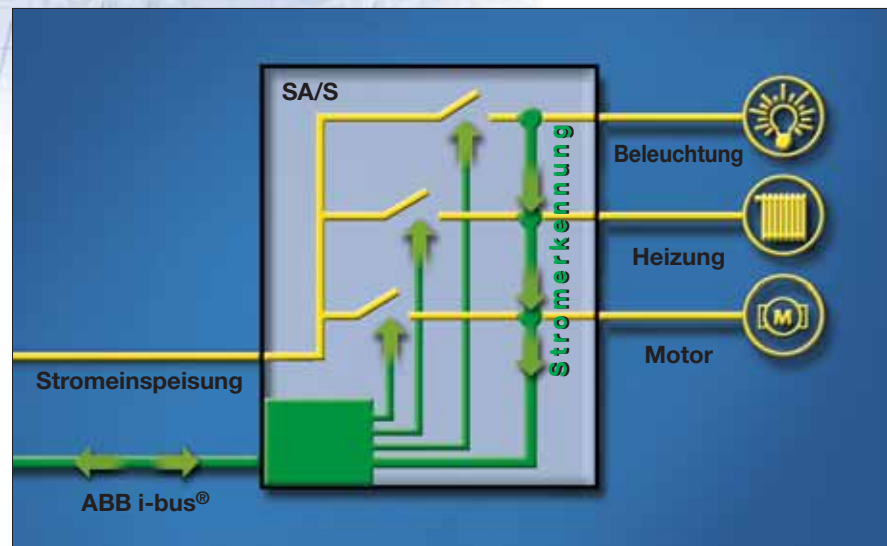 SA/S
Beleuchtung
Stromerkennung
Heizung
M
Motor
Stromeinspeisung
ABB i-bus®